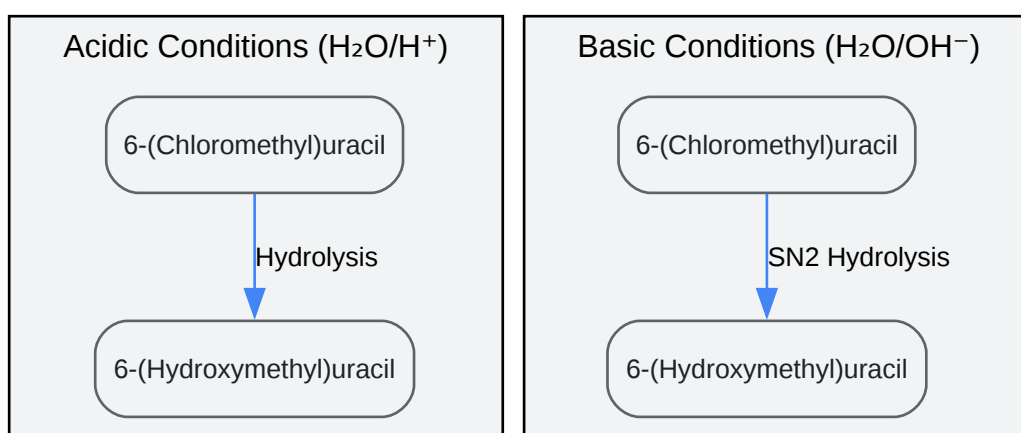 Acidic Conditions (H₂O/H⁺)
6-(Chloromethyl)uracil
Hydrolysis
6-(Hydroxymethyl)uracil
Basic Conditions (H₂O/OH⁻)
6-(Chloromethyl)uracil
SN2 Hydrolysis
6-(Hydroxymethyl)uracil